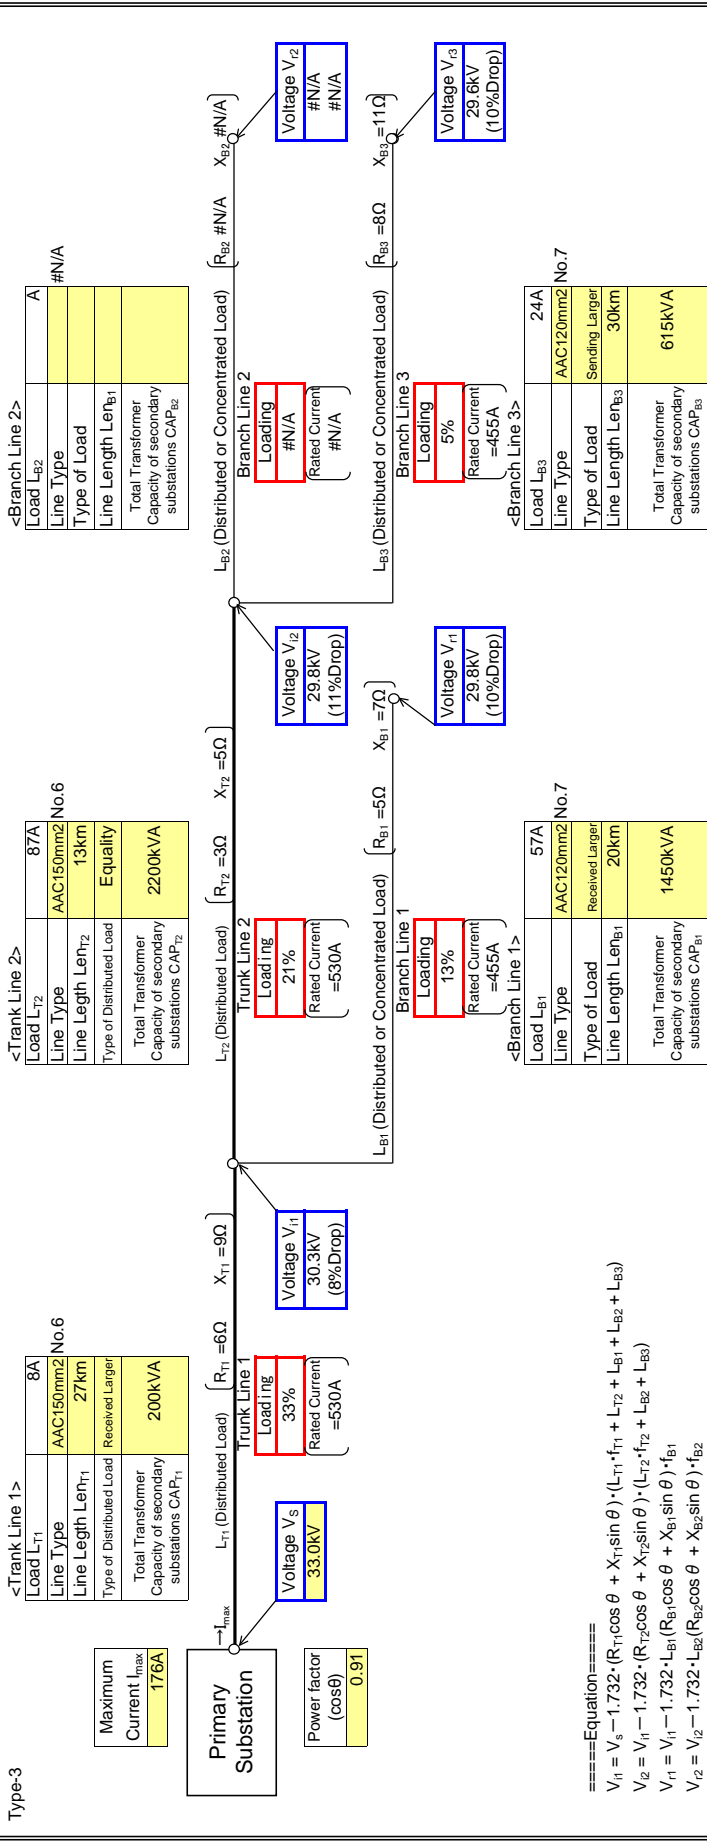 Type-3
Maximum
Current Imax
176A
Primary
Substation
Power factor
(cosθ)
0.91
→Imax
Voltage VS
33.0kV
<Trank Line 1>
Load LT1 8A
Line Type AAC150mm2 No.6
Line Legth LenT1 27km
Type of Distributed Load Received Larger
Total Transformer
Capacity of secondary
substations CAPT1
200kVA
LT1 (Distributed Load) RT1 =6Ω XT1 =9Ω
Trunk Line 1
Loading
33%
Rated Current
=530A
Voltage Vi1
30.3kV
(8%Drop)
<Trank Line 2>
Load LT2 87A
Line Type AAC150mm2 No.6
Line Legth LenT2 13km
Type of Distributed Load Equality
Total Transformer
Capacity of secondary
substations CAPT2
2200kVA
LT2 (Distributed Load) RT2 =3Ω XT2 =5Ω
Trunk Line 2
Loading
21%
Rated Current
=530A
Voltage Vi2
29.8kV
(11%Drop)
LB1 (Distributed or Concentrated Load) RB1 =5Ω XB1 =7Ω
Branch Line 1
Loading
13%
Rated Current
=455A
Voltage Vr1
29.8kV
(10%Drop)
<Branch Line 1>
Load LB1 57A
Line Type AAC120mm2 No.7
Type of Load Received Larger
Line Length LenB1 20km
Total Transformer
Capacity of secondary
substations CAPB1
1450kVA
<Branch Line 2>
Load LB2 A
Line Type #N/A
Type of Load
Line Length LenB1
Total Transformer
Capacity of secondary
substations CAPB2
LB2 (Distributed or Concentrated Load) RB2 #N/A XB2 #N/A
Branch Line 2
Loading
#N/A
Rated Current
#N/A
Voltage Vr2
#N/A
#N/A
LB3 (Distributed or Concentrated Load) RB3 =8Ω XB3 =11Ω
Branch Line 3
Loading
5%
Rated Current
=455A
Voltage Vr3
29.6kV
(10%Drop)
<Branch Line 3>
Load LB3 24A
Line Type AAC120mm2 No.7
Type of Load Sending Larger
Line Length LenB3 30km
Total Transformer
Capacity of secondary
substations CAPB3
615kVA
=====Equation=====
Vi1 = Vs－1.732･(RT1cos θ + XT1sin θ)･(LT1･fT1 + LT2 + LB1 + LB2 + LB3)
Vi2 = Vi1－1.732･(RT2cos θ + XT2sin θ)･(LT2･fT2 + LB2 + LB3)
Vr1 = Vi1－1.732･LB1(RB1cos θ + XB1sin θ)･fB1
Vr2 = Vi2－1.732･LB2(RB2cos θ + XB2sin θ)･fB2